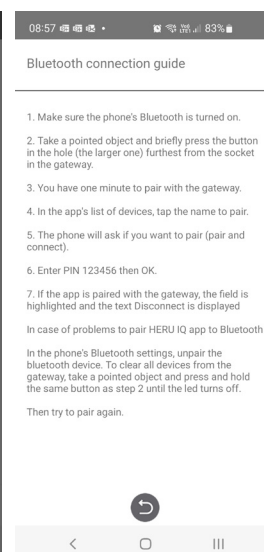 08:57 83%
Bluetooth connection guide
1. Make sure the phone's Bluetooth is turned on.
2. Take a pointed object and briefly press the button
in the hole (the larger one) furthest from the socket
in the gateway.
3. You have one minute to pair with the gateway.
4. In the app's list of devices, tap the name to pair.
5. The phone will ask if you want to pair (pair and
connect).
6. Enter PIN 123456 then OK.
7. If the app is paired with the gateway, the field is
highlighted and the text Disconnect is displayed
In case of problems to pair HERU IQ app to Bluetooth
In the phone's Bluetooth settings, unpair the
bluetooth device. To clear all devices from the
gateway, take a pointed object and press and hold
the same button as step 2 until the led turns off.
Then try to pair again.